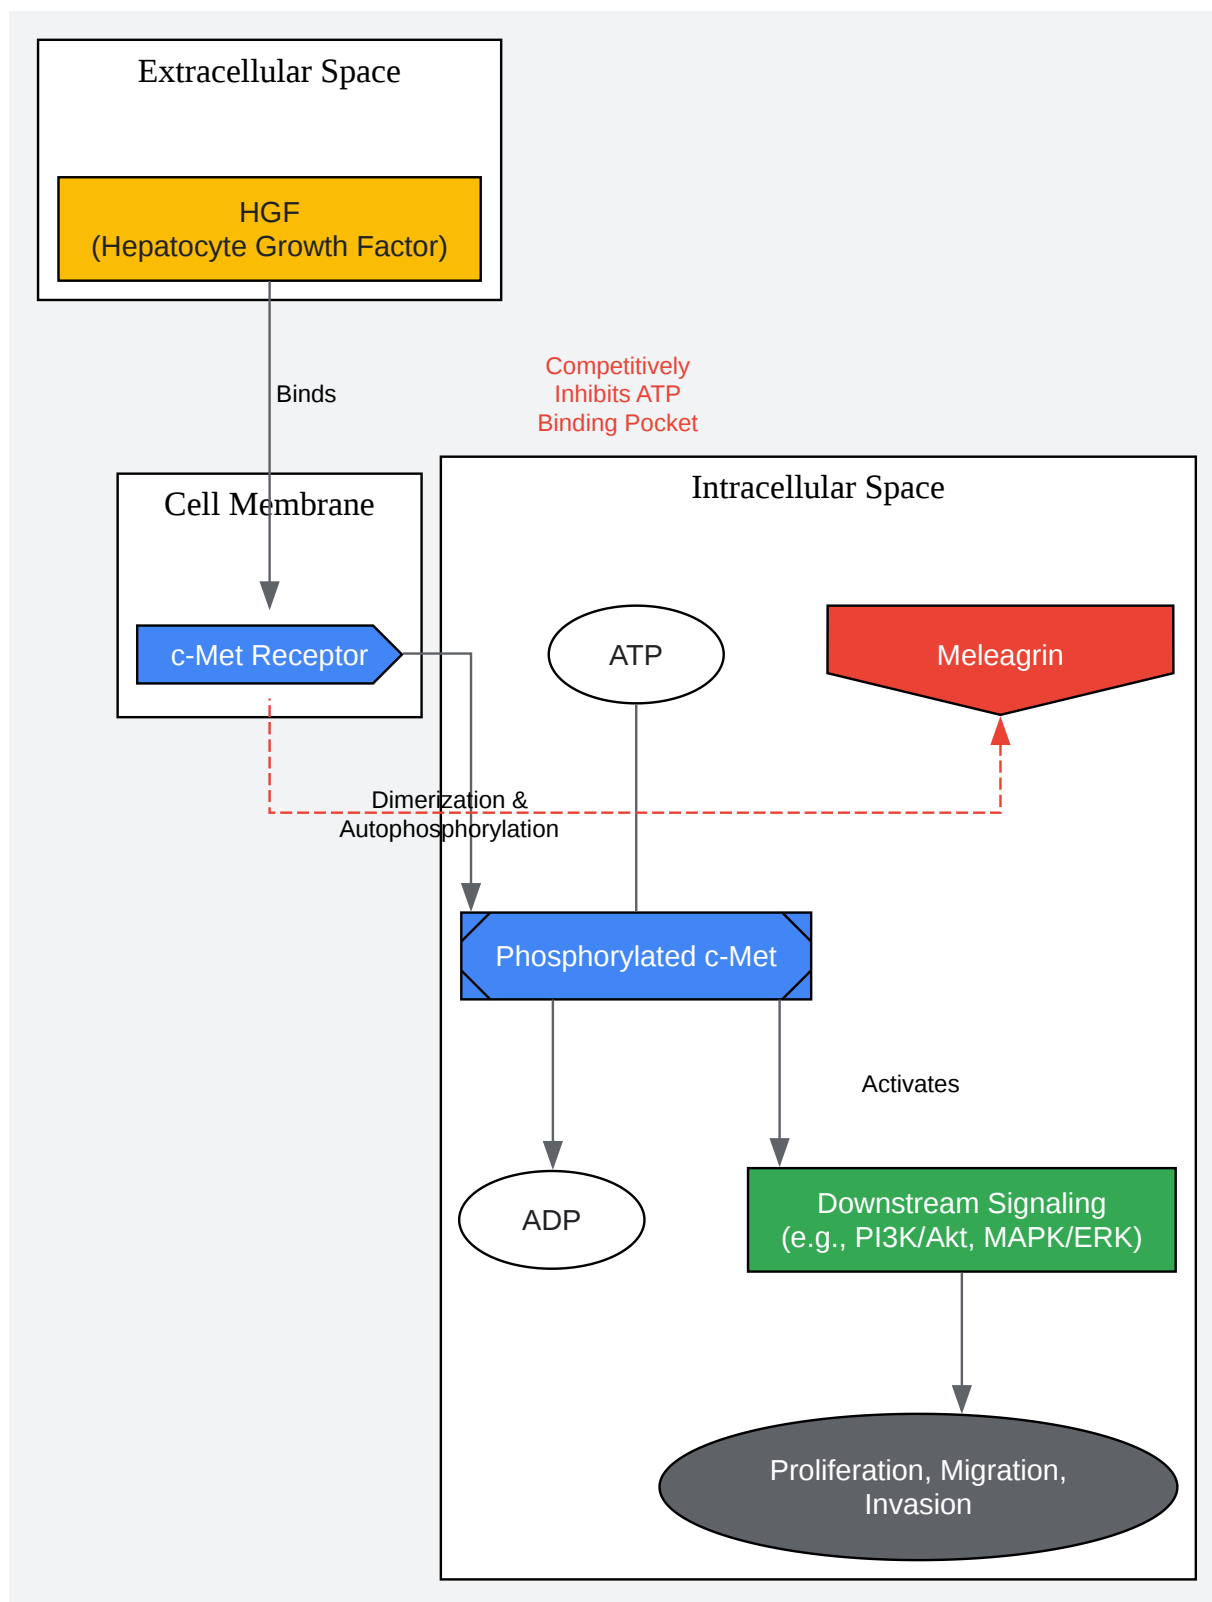 Extracellular Space
HGF
(Hepatocyte Growth Factor)
Binds
Competitively
Inhibits ATP
Binding Pocket
Cell Membrane
c-Met Receptor
Intracellular Space
ATP
Meleagrin
Dimerization &
Autophosphorylation
Phosphorylated c-Met
Activates
ADP
Downstream Signaling
(e.g., PI3K/Akt, MAPK/ERK)
Proliferation, Migration,
Invasion